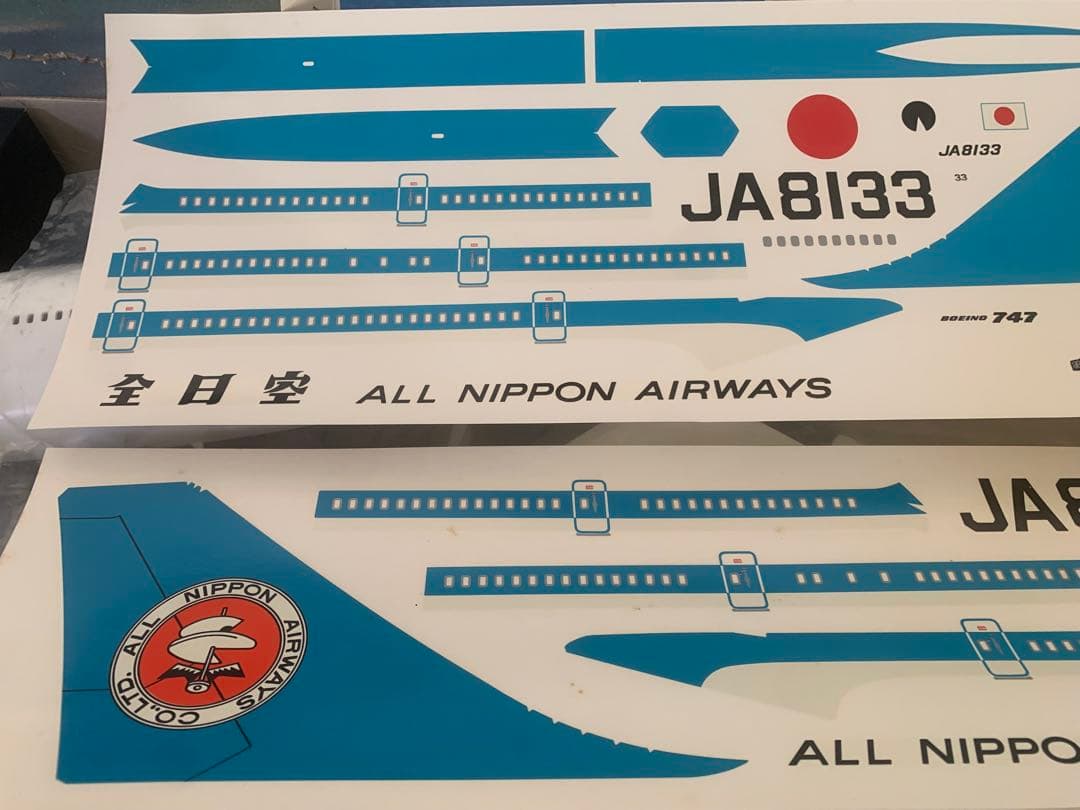 JA8133
JA8133
33
BOEING 747
全日空 ALL NIPPON AIRWAYS
JA8
ALL NIPPON AIRWAYS CO.,LTD.
ALL NIPPO